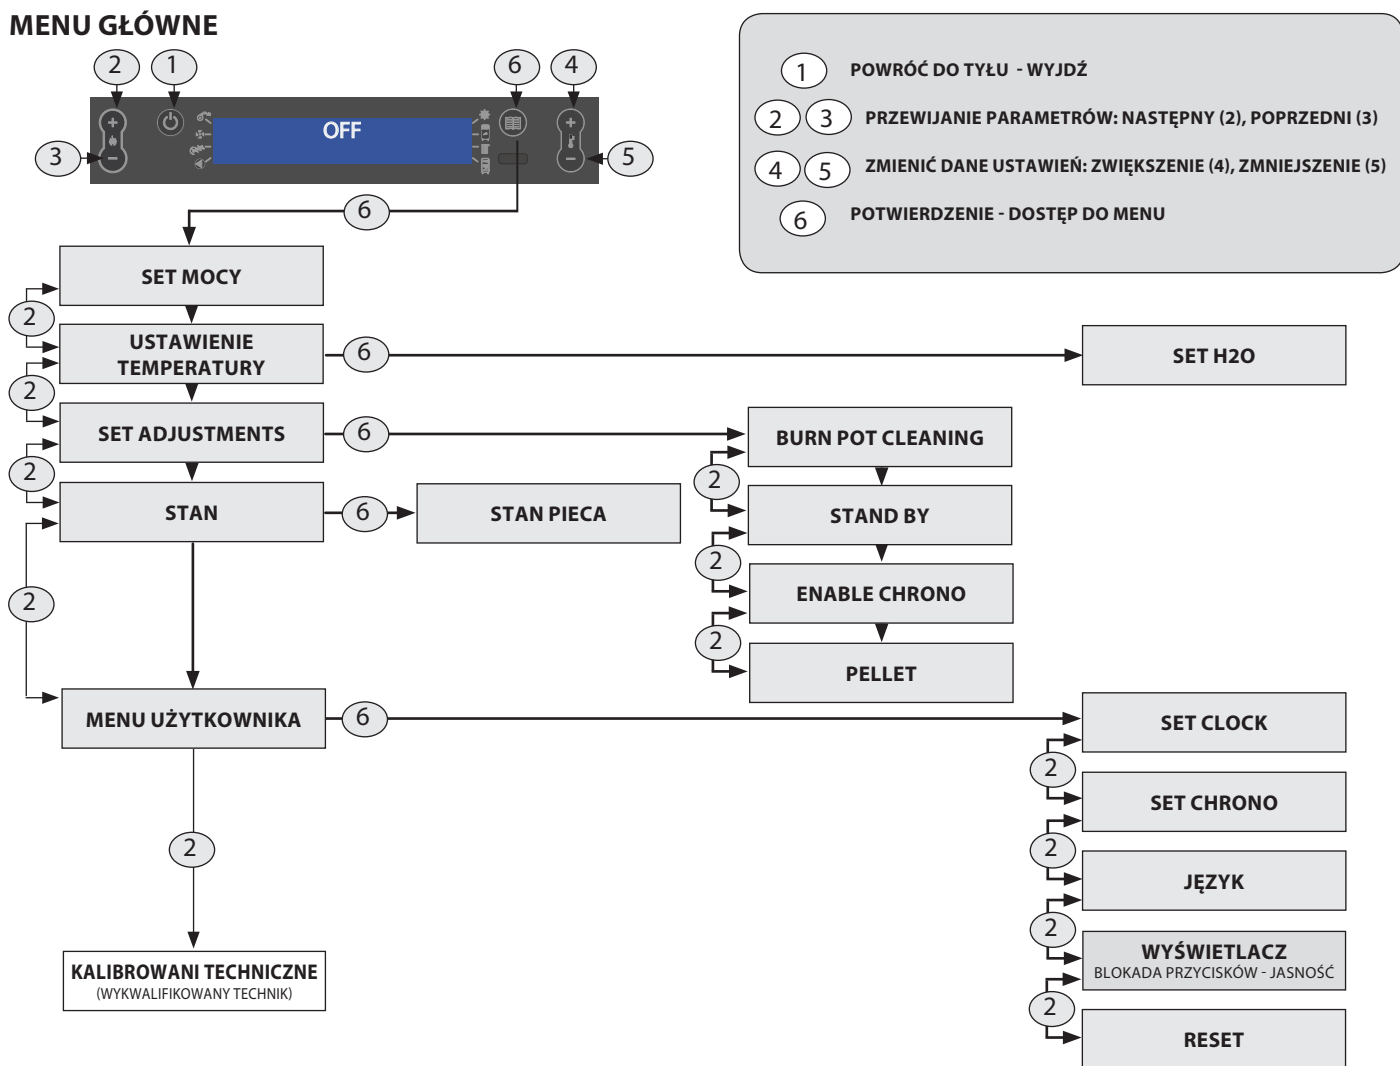 MENU GŁÓWNE
2
1
6
4
OFF
3
5
1
POWRÓĆ DO TYŁU - WYJDŹ
2 3
PRZEWIJANIE PARAMETRÓW: NASTĘPNY (2), POPRZEDNI (3)
4 5
ZMIENIĆ DANE USTAWIEŃ: ZWIĘKSZENIE (4), ZMNIEJSZENIE (5)
6
POTWIERDZENIE - DOSTĘP DO MENU
6
SET MOCY
2
USTAWIENIE
TEMPERATURY
6
SET H2O
2
SET ADJUSTMENTS
6
BURN POT CLEANING
2
2
STAN
6
STAN PIECA
STAND BY
2
2
ENABLE CHRONO
2
PELLET
MENU UŻYTKOWNIKA
6
SET CLOCK
2
SET CHRONO
2
2
JĘZYK
2
WYŚWIETLACZ
BLOKADA PRZYCISKÓW - JASNOŚĆ
KALIBROWANI TECHNICZNE
(WYKWALIFIKOWANY TECHNIK)
2
RESET